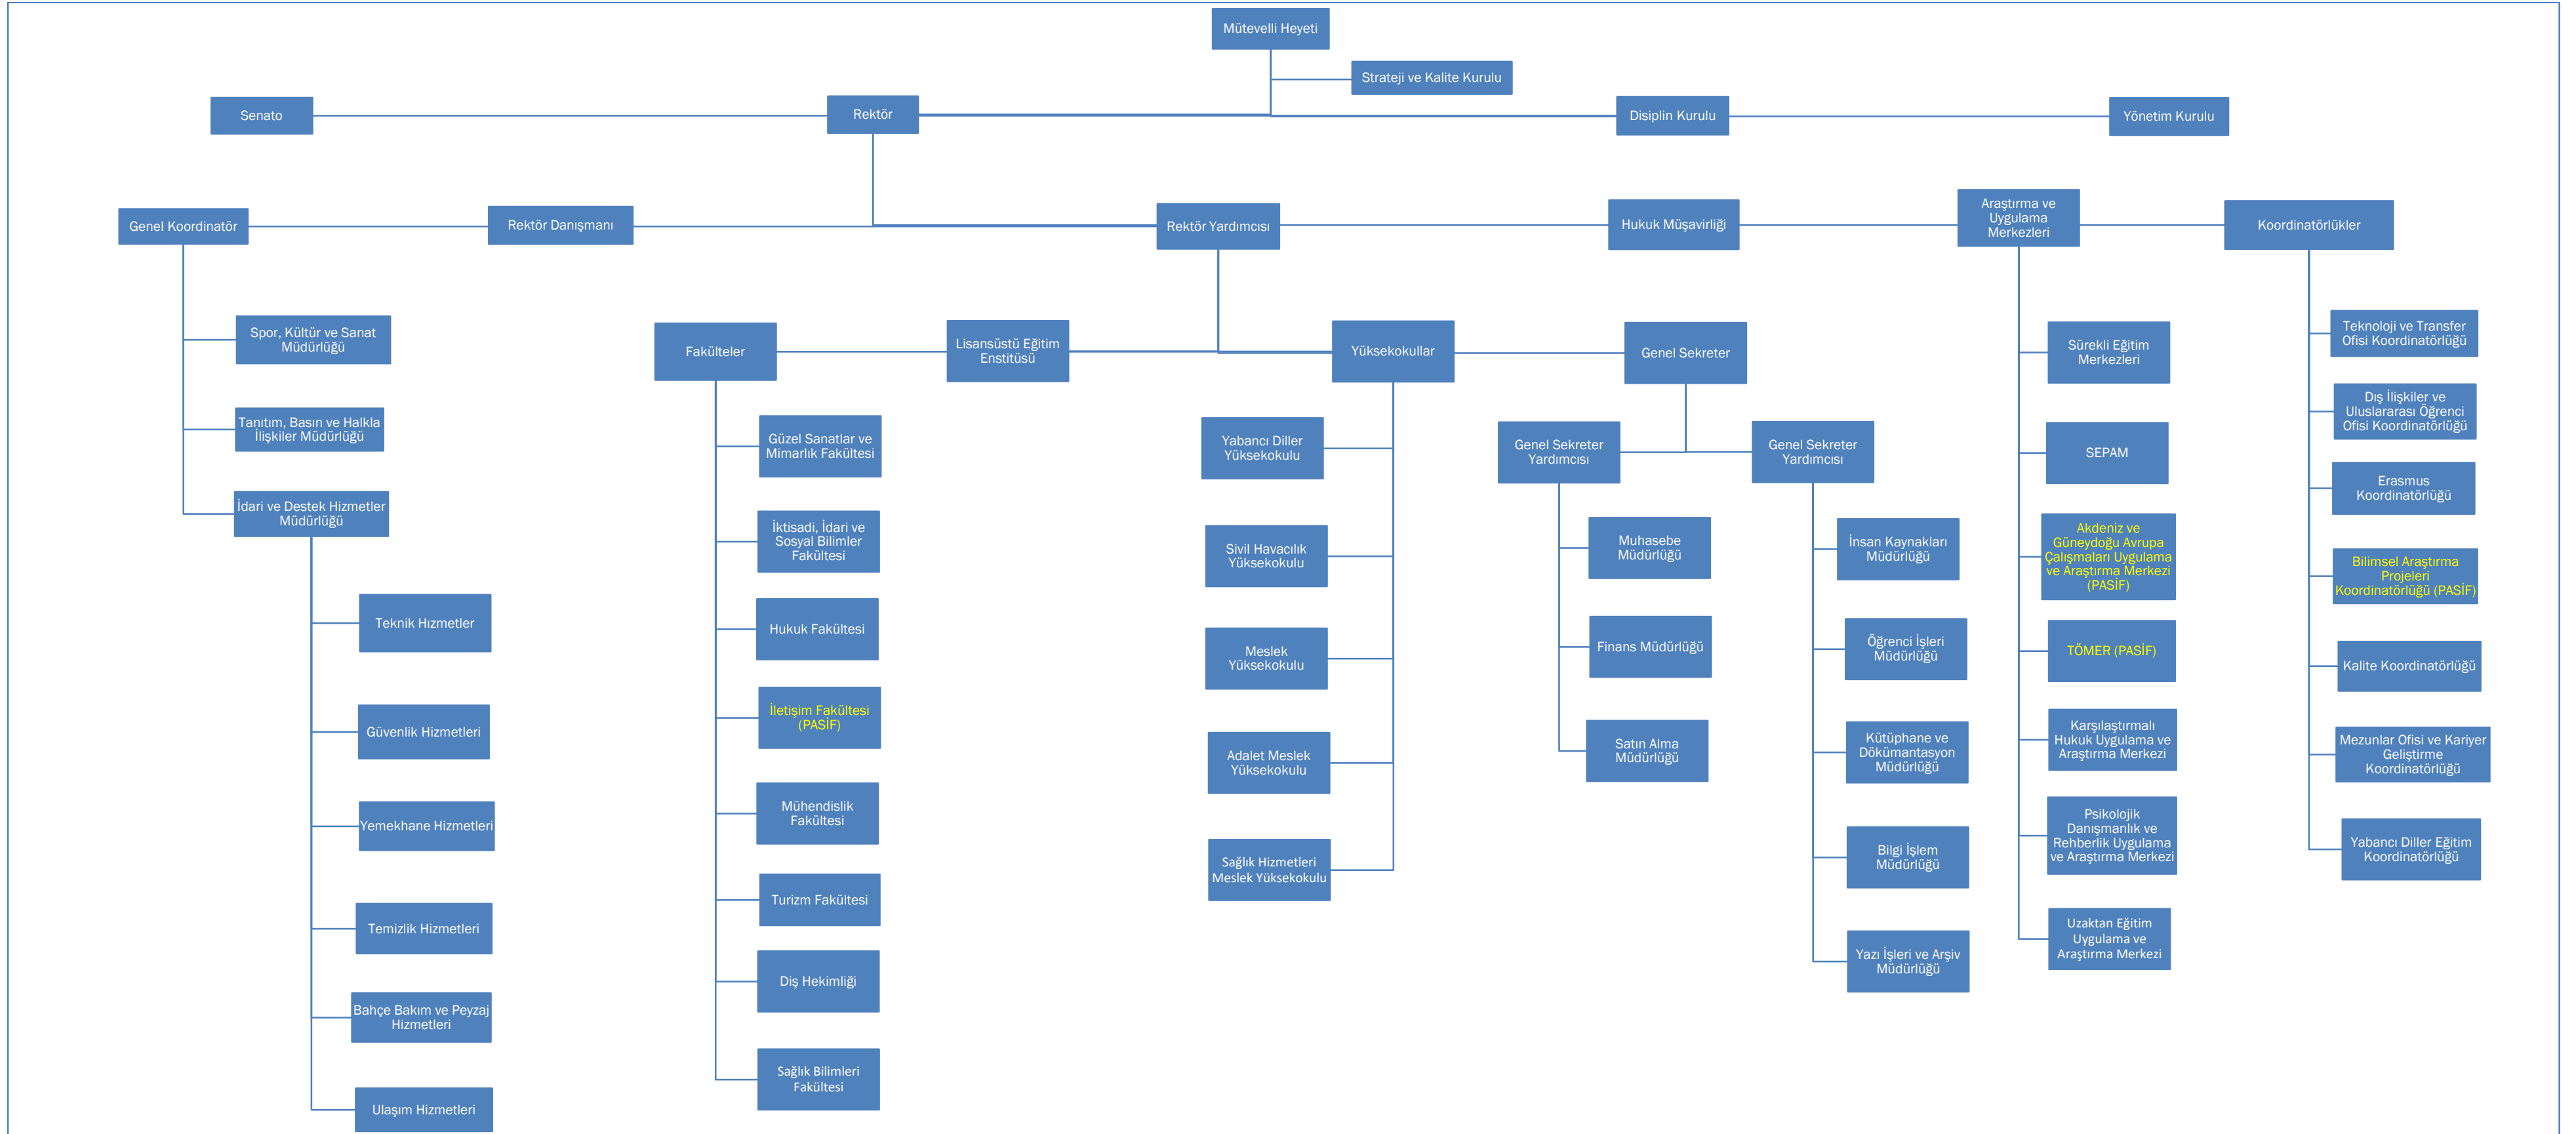 Mütevelli Heyeti
Strateji ve Kalite Kurulu
Senato
Rektör
Disiplin Kurulu
Yönetim Kurulu
Genel Koordinatör
Rektör Danışmanı
Rektör Yardımcısı
Hukuk Müşavirliği
Araştırma ve
Uygulama
Merkezleri
Koordinatörlükler
Spor, Kültür ve Sanat
Müdürlüğü
Tanıtım, Basın ve Halkla
İlişkiler Müdürlüğü
İdari ve Destek Hizmetler
Müdürlüğü
Teknik Hızmetler
Güvenlik Hizmetleri
Yemekhane Hizmetleri
Temizlik Hizmetleri
Bahçe Bakım ve Peyzaj
Hizmetleri
Ulaşım Hizmetleri
Fakülteler
Lisansüstü Eğitim
Enstitüsü
Yüksekokullar
Genel Sekreter
Güzel Sanatlar ve
Mimarlık Fakültesi
İktisadi, İdari ve
Sosyal Bilimler
Fakültesi
Hukuk Fakültesi
İletişim Fakültesi
(PASİF)
Mühendislik
Fakültesi
Turizm Fakültesi
Diş Hekimliği
Sağlık Bilimleri
Fakültesi
Yabancı Diller
Yüksekokulu
Sivil Havacılık
Yüksekokulu
Meslek
Yüksekokulu
Adalet Meslek
Yüksekokulu
Sağlık Hizmetleri
Meslek Yüksekokulu
Genel Sekreter
Yardımcısı
Muhasebe
Müdürlüğü
Finans Müdürlüğü
Satın Alma
Müdürlüğü
Genel Sekreter
Yardımcısı
İnsan Kaynakları
Müdürlüğü
Öğrenci İşleri
Müdürlüğü
Kütüphane ve
Dökümantasyon
Müdürlüğü
Bilgi İşlem
Müdürlüğü
Yazı İşleri ve Arşiv
Müdürlüğü
Sürekli Eğitim
Merkezleri
SEPAM
Akdeniz ve
Güneydoğu Avrupa
Çalışmaları Uygulama
ve Araştırma Merkezi
(PASİF)
TÖMER (PASİF)
Karşılaştırmalı
Hukuk Uygulama ve
Araştırma Merkezi
Psikolojik
Danışmanlık ve
Rehberlik Uygulama
ve Araştırma Merkezi
Uzaktan Eğitim
Uygulama ve
Araştırma Merkezi
Teknoloji ve Transfer
Ofisi Koordinatörlüğü
Dış İlişkiler ve
Uluslararası Öğrenci
Ofisi Koordinatörlüğü
Erasmus
Koordinatörlüğü
Bilimsel Araştırma
Projeleri
Koordinatörlüğü (PASİF)
Kalite Koordinatörlüğü
Mezunlar Ofisi ve Kariyer
Geliştirme
Koordinatörlüğü
Yabancı Diller Eğitim
Koordinatörlüğü